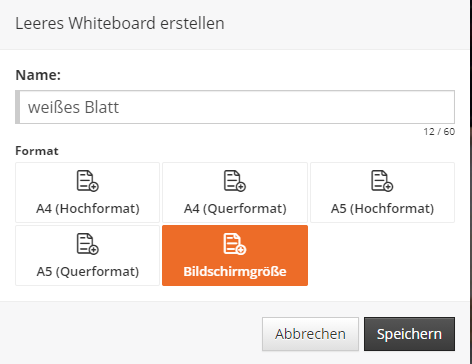 Leeres Whiteboard erstellen
Name:
weißes Blatt
12 / 60
Format
A4 (Hochformat)
A4 (Querformat)
A5 (Hochformat)
A5 (Querformat)
Bildschirmgröße
Abbrechen
Speichern